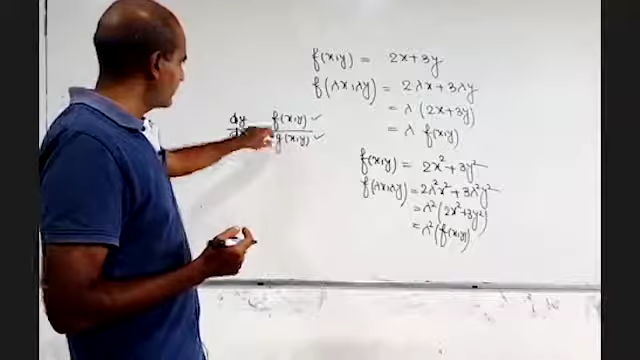 f(x,y) = 2x+3y
f(λx,λy) = 2λx+3λy
= λ(2x+3y)
= λ f(x,y)
dy/dx f(x,y) ✓
g(x,y) ✓
f(x,y) = 2x²+3y²
f(λx,λy) = 2λ²x²+3λ²y²
= λ²(2x²+3y²)
= λ²(f(x,y))